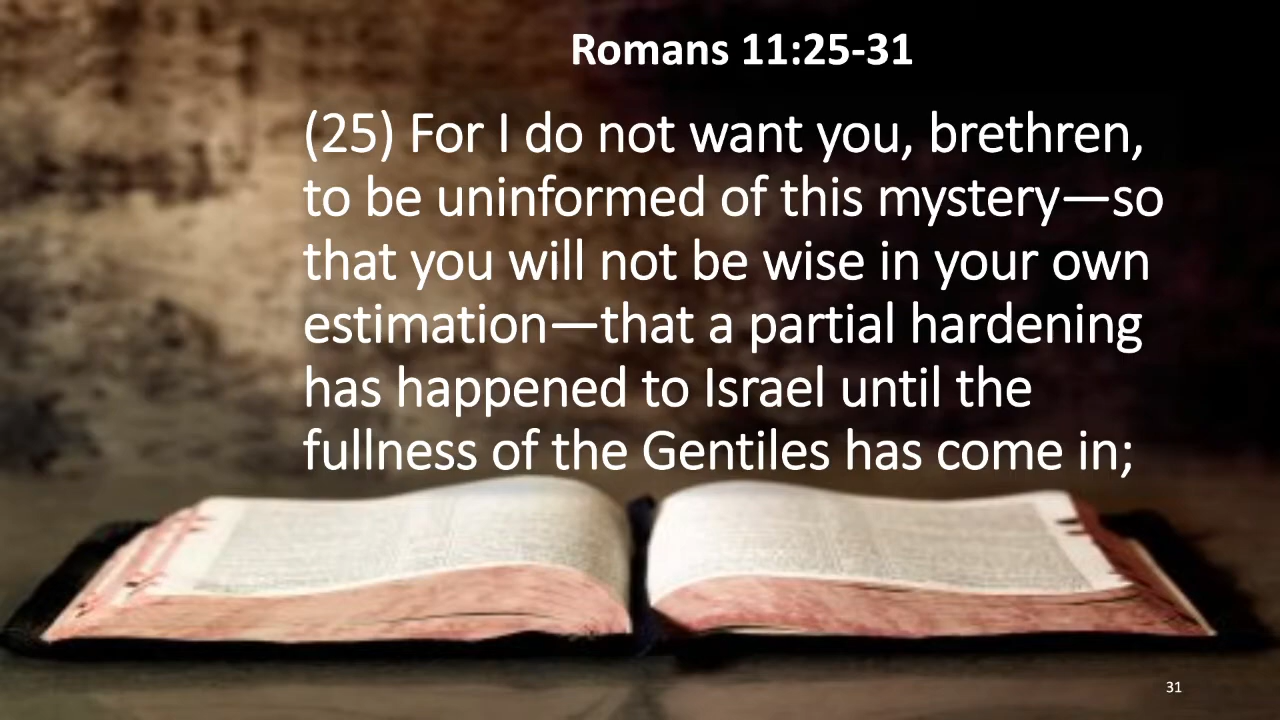 Romans 11:25-31
(25) For I do not want you, brethren,
to be uninformed of this mystery—so
that you will not be wise in your own
estimation—that a partial hardening
has happened to Israel until the
fullness of the Gentiles has come in;
31